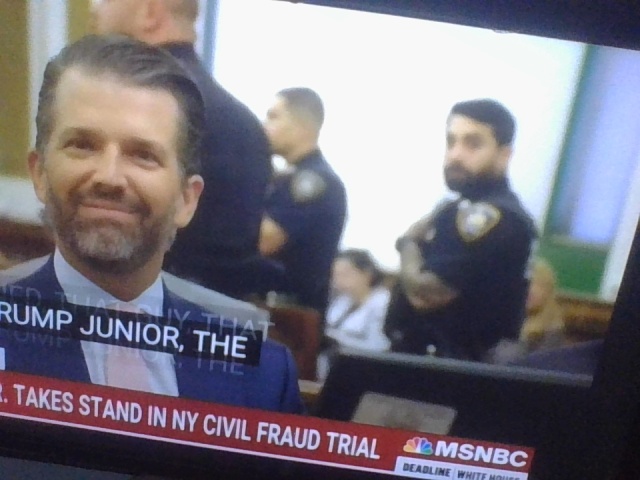 RUMP JUNIOR, THE
R. TAKES STAND IN NY CIVIL FRAUD TRIAL
MSNBC
DEADLINE WHITE HOUSE